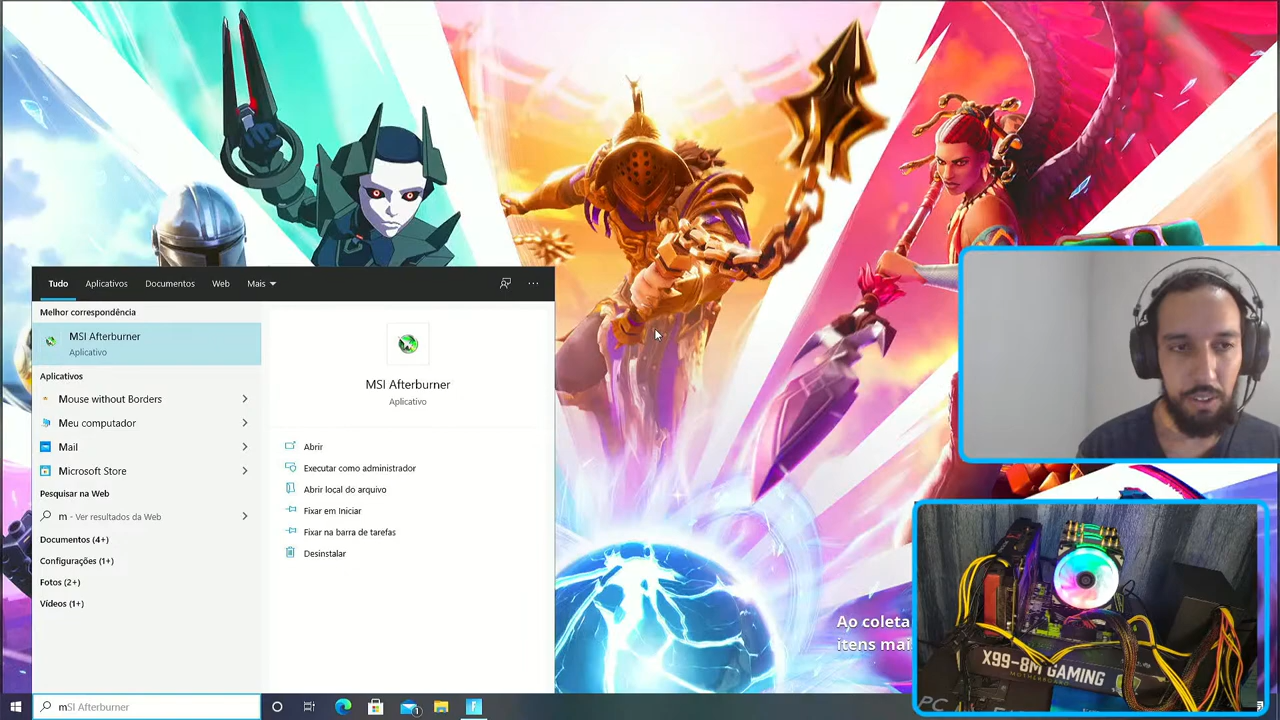 Tudo
Aplicativos
Documentos
Web
Mais
Melhor correspondência
MSI Afterburner
Aplicativo
Aplicativos
Mouse without Borders
Meu computador
Mail
Microsoft Store
Pesquisar na Web
m - Ver resultados da Web
Documentos (4+)
Configurações (1+)
Fotos (2+)
Vídeos (1+)
MSI Afterburner
Aplicativo
Abrir
Executar como administrador
Abrir local do arquivo
Fixar em Iniciar
Fixar na barra de tarefas
Desinstalar
Ao coleta
itens mai
X99-8M GAMING
MOTHERBOARD
mSI Afterburner
1